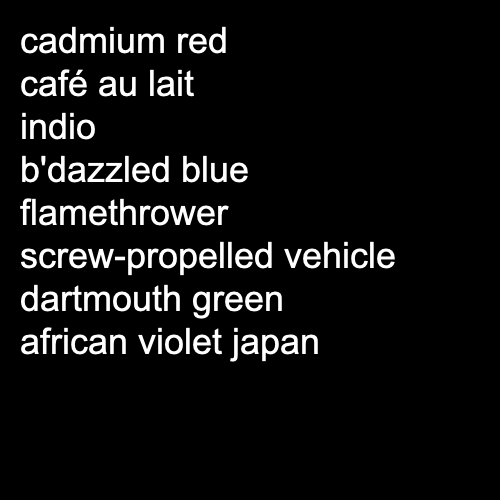 cadmium red
café au lait
indio
b'dazzled blue
flamethrower
screw-propelled vehicle
dartmouth green
african violet japan